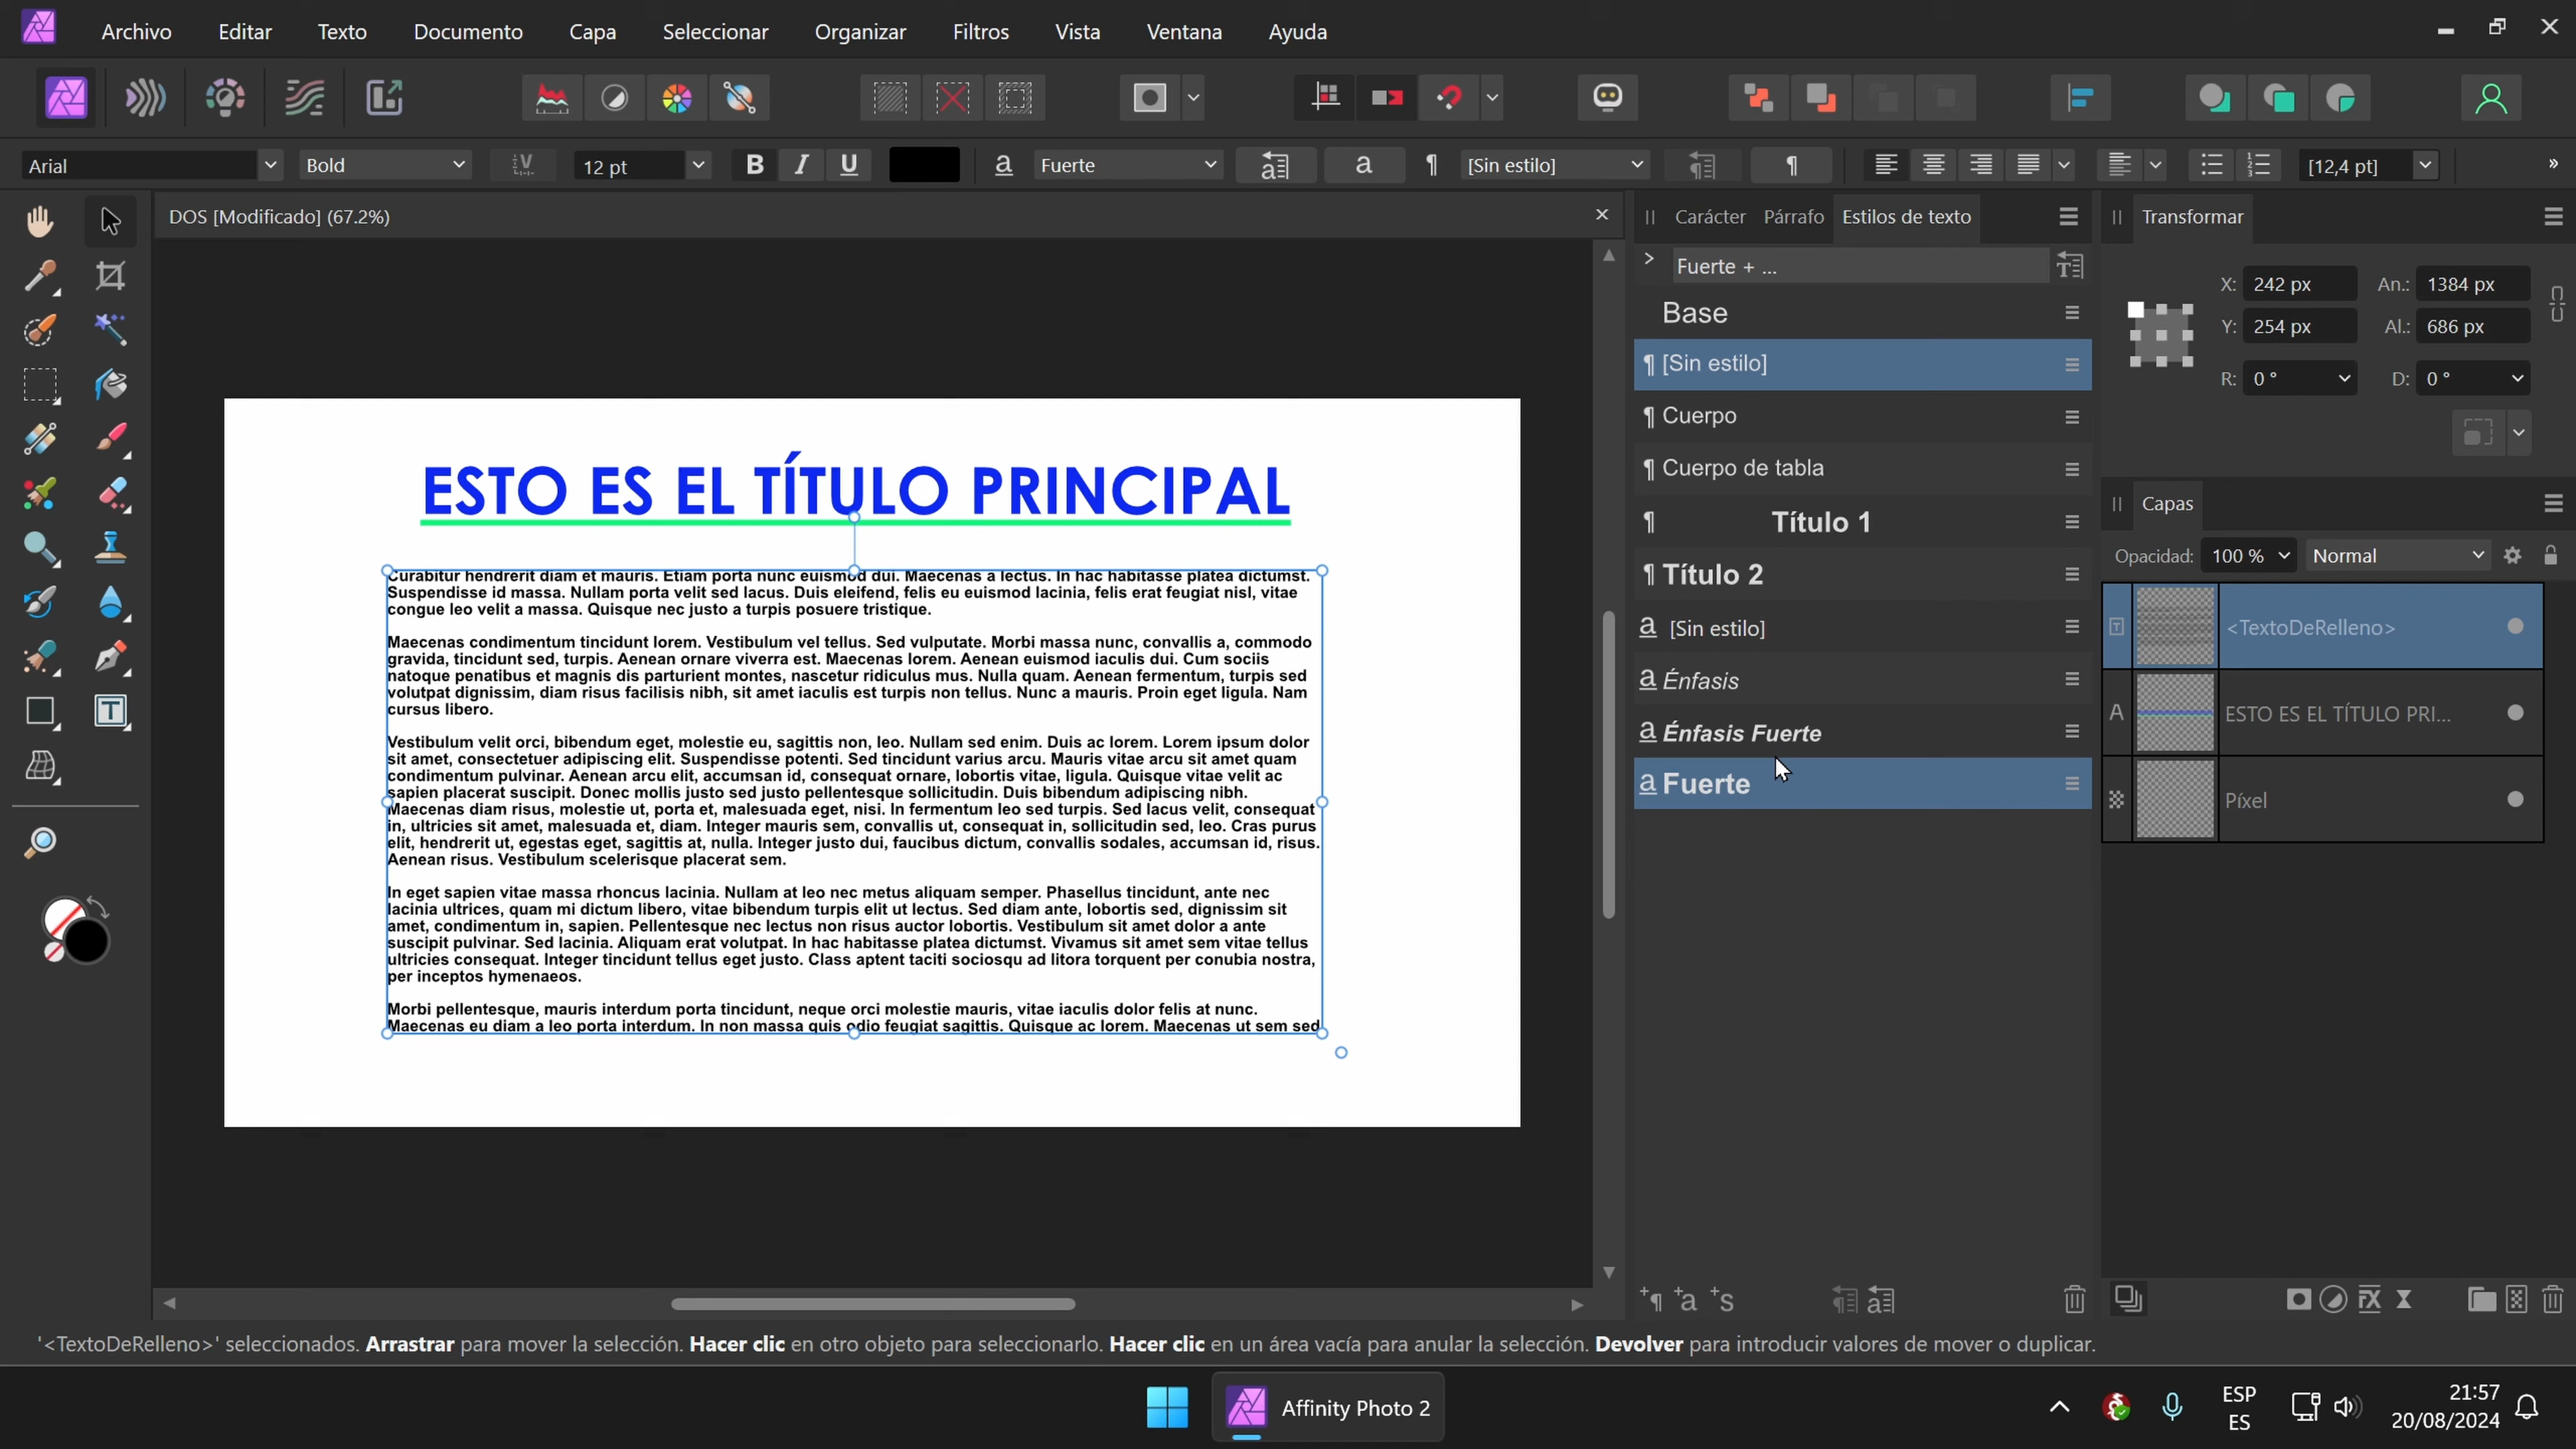 Archivo Editar Texto Documento Capa Seleccionar Organizar Filtros Vista Ventana Ayuda
Arial Bold 12 pt B I U a Fuerte a ¶ [Sin estilo] ¶ [12,4 pt] »
DOS [Modificado] (67.2%)
ESTO ES EL TÍTULO PRINCIPAL
Curabitur hendrerit diam et mauris. Etiam porta nunc euismod dui. Maecenas a lectus. In hac habitasse platea dictumst.
Suspendisse id massa. Nullam porta velit sed lacus. Duis eleifend, felis eu euismod lacinia, felis erat feugiat nisl, vitae
congue leo velit a massa. Quisque nec justo a turpis posuere tristique.
Maecenas condimentum tincidunt lorem. Vestibulum vel tellus. Sed vulputate. Morbi massa nunc, convallis a, commodo
gravida, tincidunt sed, turpis. Aenean ornare viverra est. Maecenas lorem. Aenean euismod iaculis dui. Cum sociis
natoque penatibus et magnis dis parturient montes, nascetur ridiculus mus. Nulla quam. Aenean fermentum, turpis sed
volutpat dignissim, diam risus facilisis nibh, sit amet iaculis est turpis non tellus. Nunc a mauris. Proin eget ligula. Nam
cursus libero.
Vestibulum velit orci, bibendum eget, molestie eu, sagittis non, leo. Nullam sed enim. Duis ac lorem. Lorem ipsum dolor
sit amet, consectetuer adipiscing elit. Suspendisse potenti. Sed tincidunt varius arcu. Mauris vitae arcu sit amet quam
condimentum pulvinar. Aenean arcu elit, accumsan id, consequat ornare, lobortis vitae, ligula. Quisque vitae velit ac
sapien placerat suscipit. Donec mollis justo sed justo pellentesque sollicitudin. Duis bibendum adipiscing nibh.
Maecenas diam risus, molestie ut, porta et, malesuada eget, nisi. In fermentum leo sed turpis. Sed lacus velit, consequat
in, ultricies sit amet, malesuada et, diam. Integer mauris sem, convallis ut, consequat in, sollicitudin sed, leo. Cras purus
elit, hendrerit ut, egestas eget, sagittis at, nulla. Integer justo dui, faucibus dictum, convallis sodales, accumsan id, risus.
Aenean risus. Vestibulum scelerisque placerat sem.
In eget sapien vitae massa rhoncus lacinia. Nullam at leo nec metus aliquam semper. Phasellus tincidunt, ante nec
lacinia ultrices, quam mi dictum libero, vitae bibendum turpis elit ut lectus. Sed diam ante, lobortis sed, dignissim sit
amet, condimentum in, sapien. Pellentesque nec lectus non risus auctor lobortis. Vestibulum sit amet dolor a ante
suscipit pulvinar. Sed lacinia. Aliquam erat volutpat. In hac habitasse platea dictumst. Vivamus sit amet sem vitae tellus
ultricies consequat. Integer tincidunt tellus eget justo. Class aptent taciti sociosqu ad litora torquent per conubia nostra,
per inceptos hymenaeos.
Morbi pellentesque, mauris interdum porta tincidunt, neque orci molestie mauris, vitae iaculis dolor felis at nunc.
Maecenas eu diam a leo porta interdum. In non massa quis odio feugiat sagittis. Quisque ac lorem. Maecenas ut sem sed
Carácter Párrafo Estilos de texto
Fuerte + ...
Base
¶ [Sin estilo]
¶ Cuerpo
¶ Cuerpo de tabla
¶ Título 1
¶ Título 2
a [Sin estilo]
a Énfasis
a Énfasis Fuerte
a Fuerte
Transformar
X: 242 px An.: 1384 px
Y: 254 px Al.: 686 px
R: 0 ° D: 0 °
Capas
Opacidad: 100 % Normal
<TextoDeRelleno>
A ESTO ES EL TÍTULO PRI...
Píxel
'<TextoDeRelleno>' seleccionados. Arrastrar para mover la selección. Hacer clic en otro objeto para seleccionarlo. Hacer clic en un área vacía para anular la selección. Devolver para introducir valores de mover o duplicar.
Affinity Photo 2
ESP
ES
21:57
20/08/2024